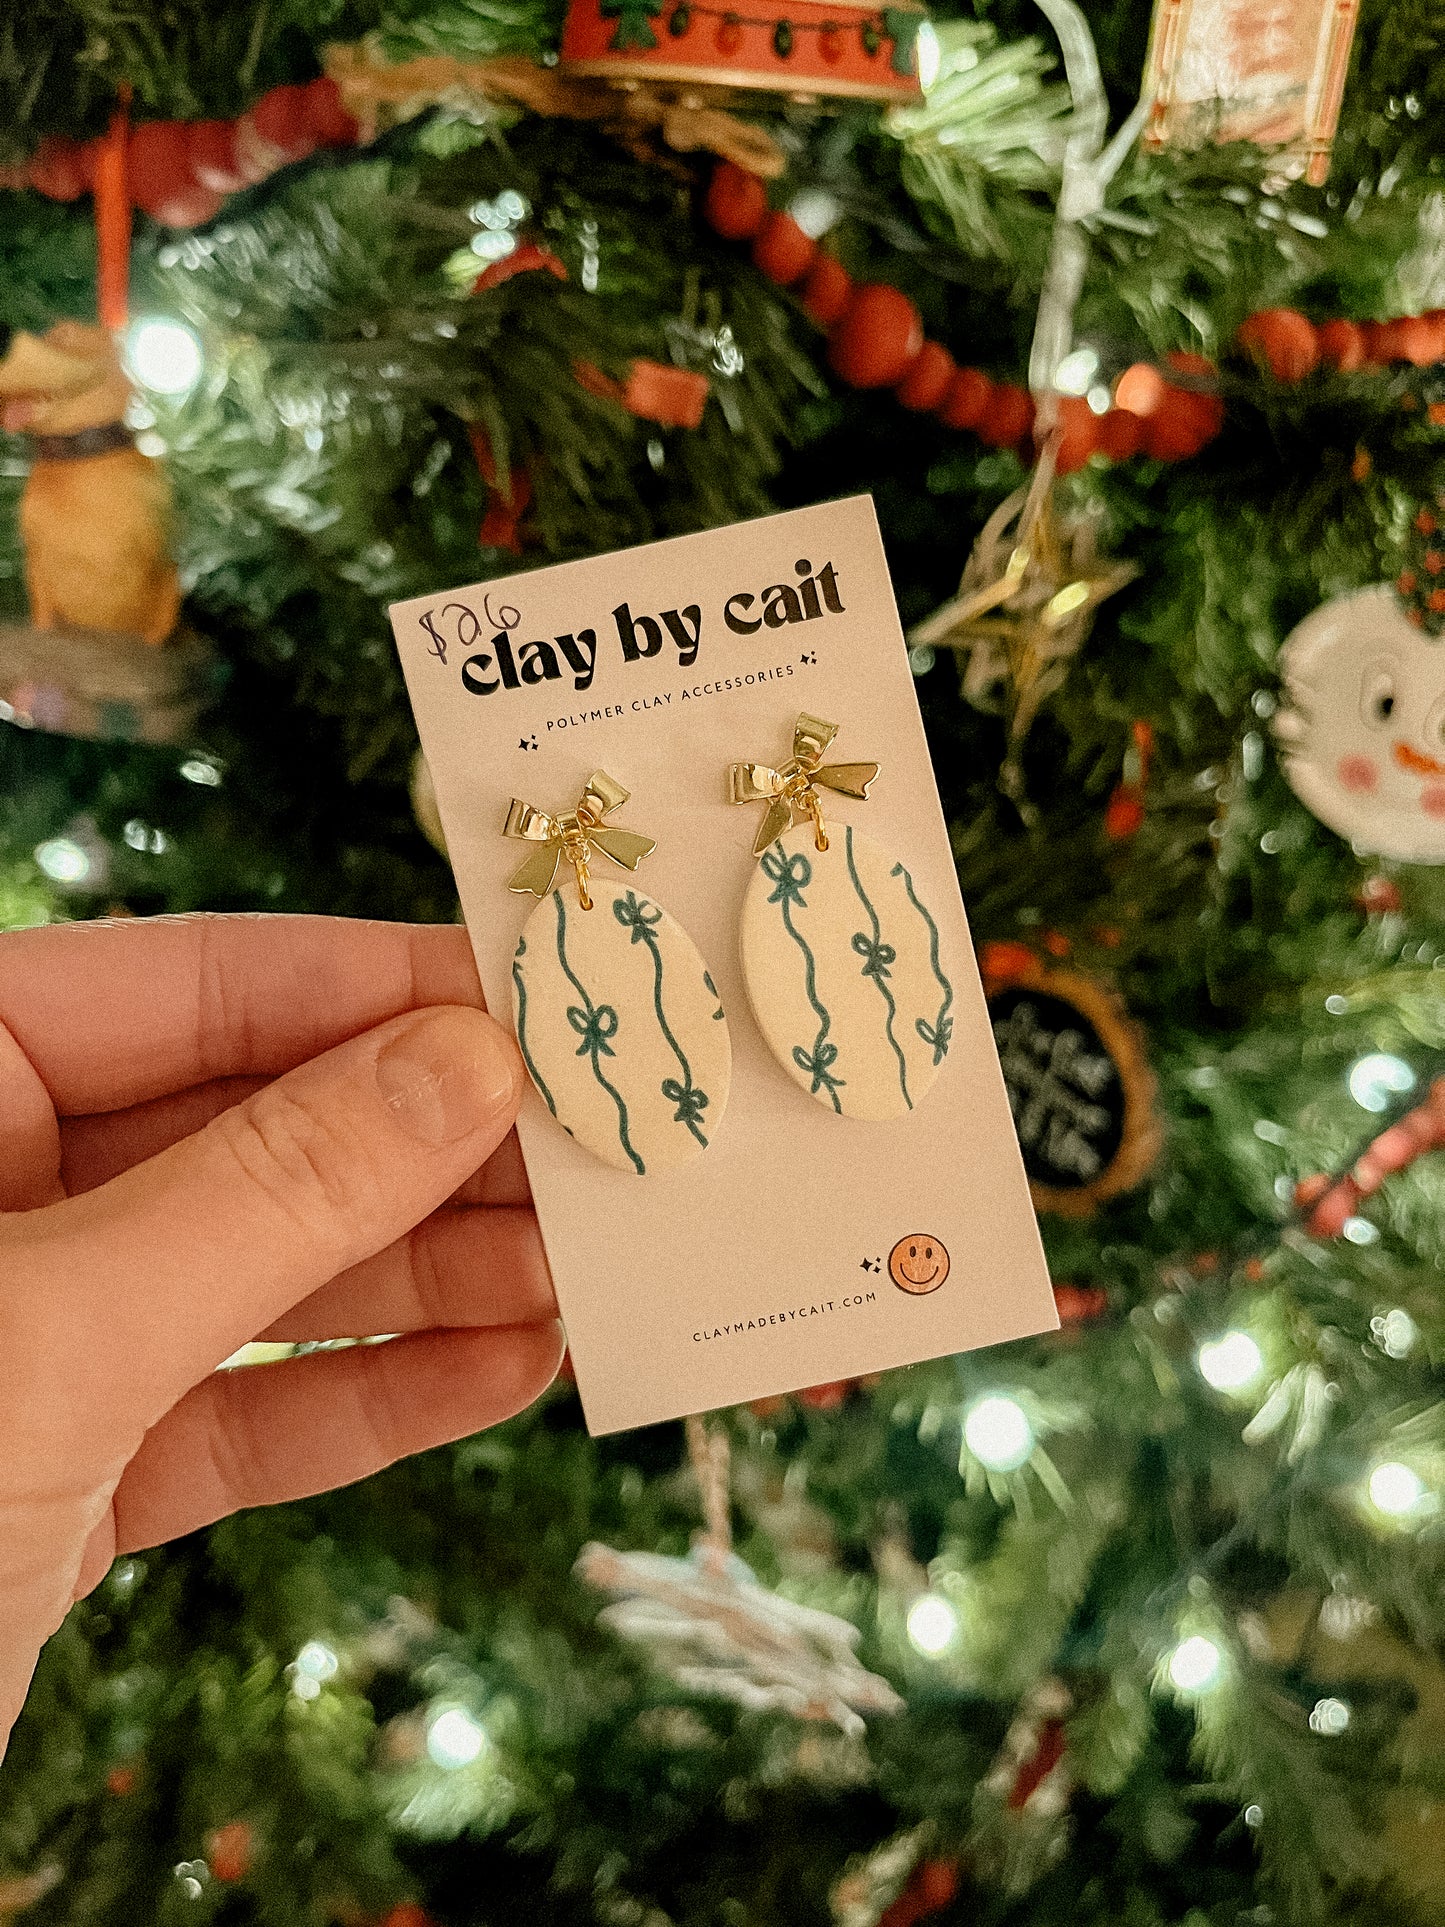 $26
clay by cait
POLYMER CLAY ACCESSORIES
CLAYMADEBYCAIT.COM